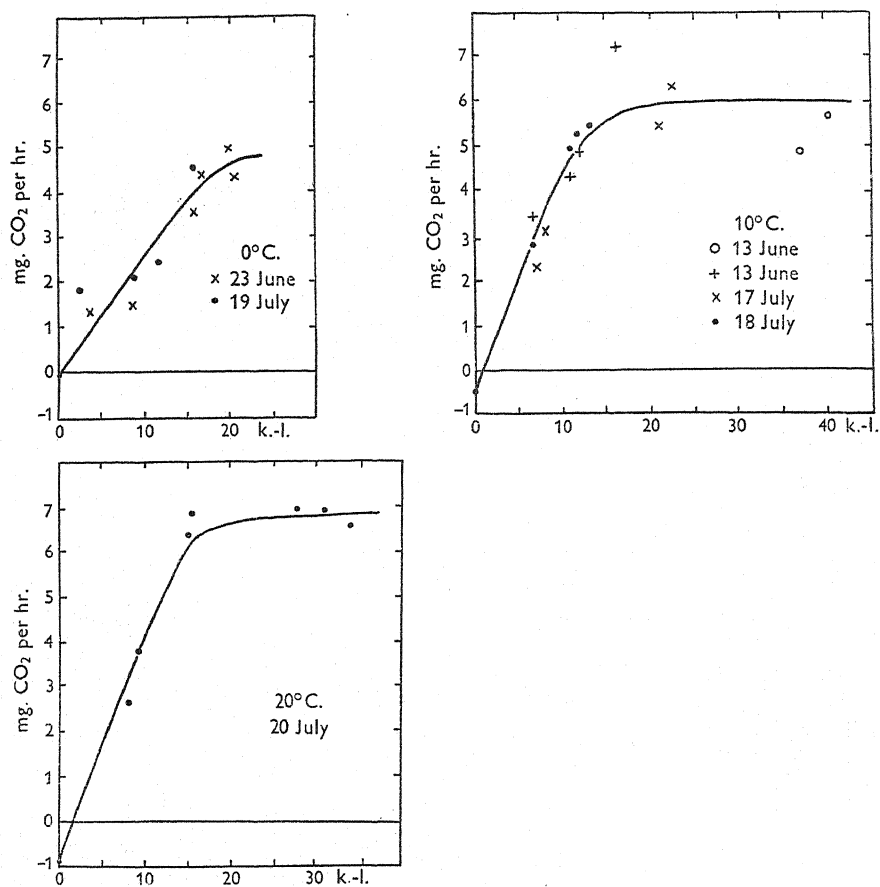 7
6
5
4
3
2
1
0
−1
mg. CO₂ per hr.
0°C.
× 23 June
• 19 July
0 10 20 k.-l.
7
6
5
4
3
2
1
0
−1
mg. CO₂ per hr.
10°C.
○ 13 June
+ 13 June
× 17 July
• 18 July
0 10 20 30 40 k.-l.
7
6
5
4
3
2
1
0
−1
mg. CO₂ per hr.
20°C.
20 July
0 10 20 30 k.-l.